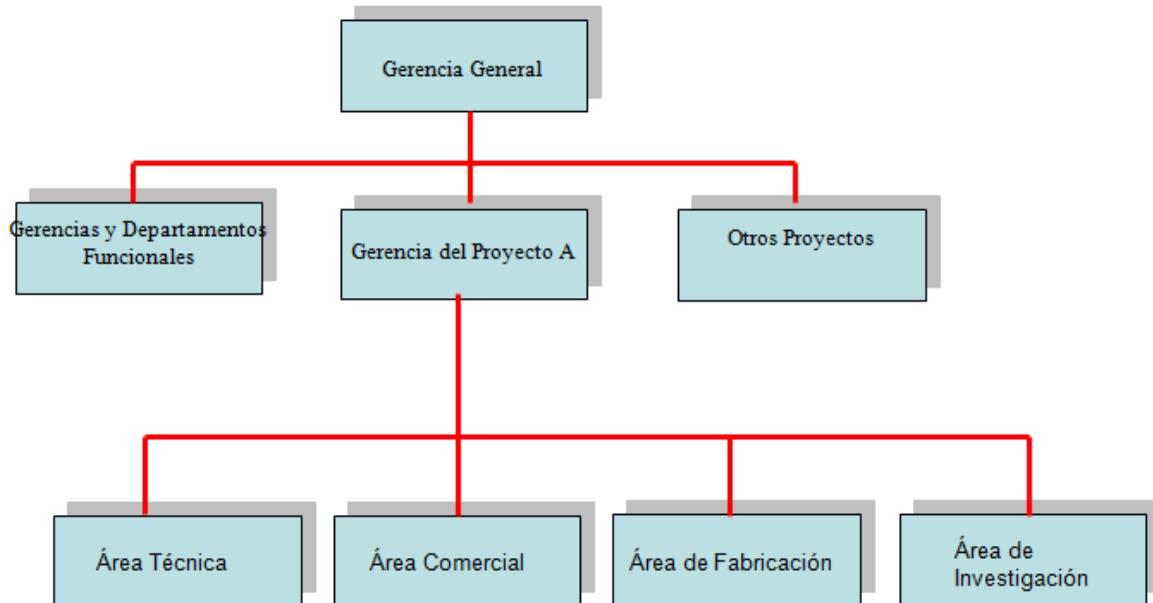 Gerencia General
Gerencias y Departamentos
Funcionales
Gerencia del Proyecto A
Otros Proyectos
Área Técnica
Área Comercial
Área de Fabricación
Área de
Investigación